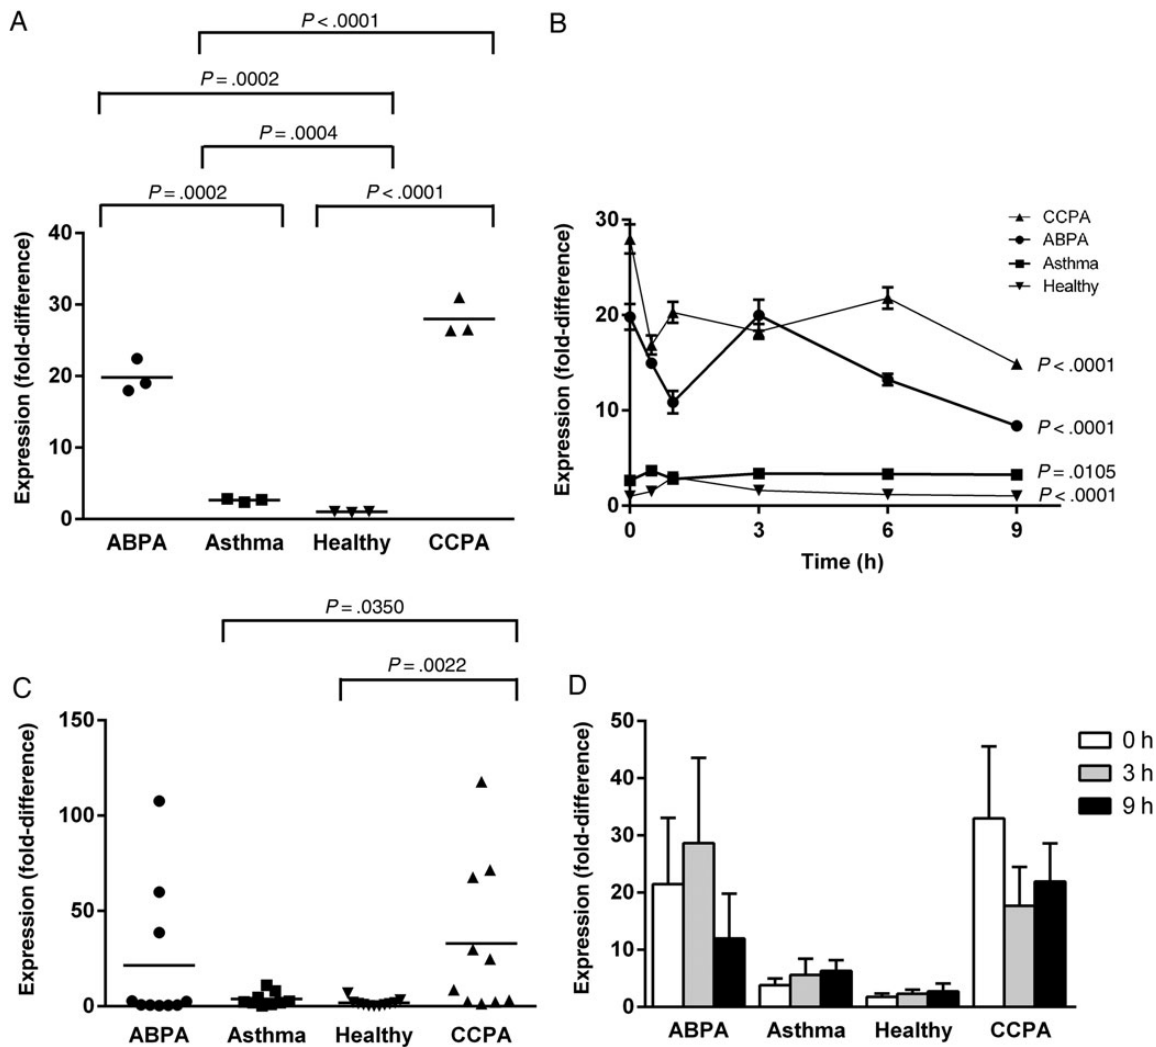 A
P < .0001
P = .0002
P = .0004
P = .0002
P < .0001
Expression (fold-difference)
40
30
20
10
0
ABPA Asthma Healthy CCPA
B
CCPA
ABPA
Asthma
Healthy
Expression (fold-difference)
30
20
10
0
P < .0001
P < .0001
P = .0105
P < .0001
0 3 6 9
Time (h)
C
P = .0350
P = .0022
Expression (fold-difference)
150
100
50
0
ABPA Asthma Healthy CCPA
D
Expression (fold-difference)
50
40
30
20
10
0
0 h
3 h
9 h
ABPA Asthma Healthy CCPA